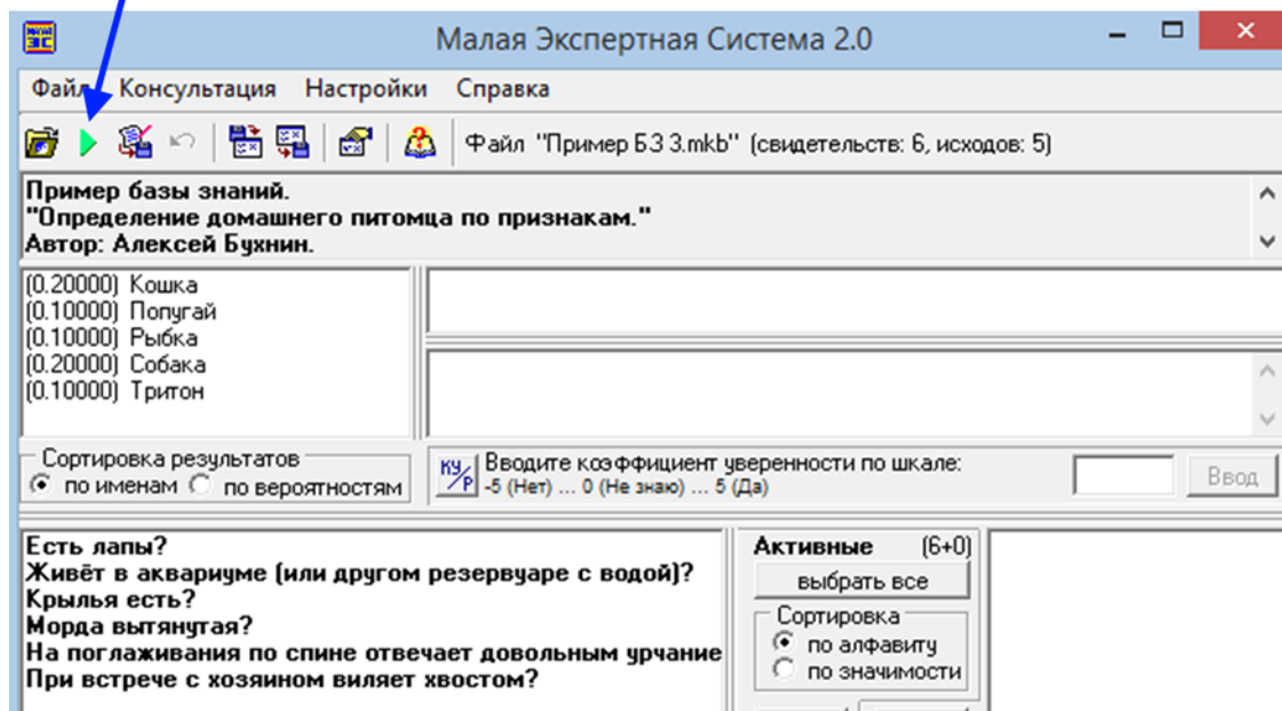 МАЛАЯ
ЭС
Малая Экспертная Система 2.0
Файл Консультация Настройки Справка
Файл "Пример БЗ 3.mkb" (свидетельств: 6, исходов: 5)
Пример базы знаний.
"Определение домашнего питомца по признакам."
Автор: Алексей Бухнин.
(0.20000) Кошка
(0.10000) Попугай
(0.10000) Рыбка
(0.20000) Собака
(0.10000) Тритон
Сортировка результатов
по именам по вероятностям
КУ/Р
Вводите коэффициент уверенности по шкале:
-5 (Нет) ... 0 (Не знаю) ... 5 (Да)
Ввод
Есть лапы?
Живёт в аквариуме (или другом резервуаре с водой)?
Крылья есть?
Морда вытянутая?
На поглаживания по спине отвечает довольным урчание
При встрече с хозяином виляет хвостом?
Активные (6+0)
выбрать все
Сортировка
по алфавиту
по значимости